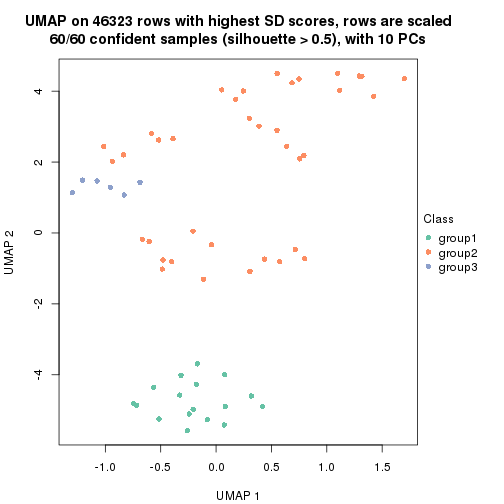 UMAP on 46323 rows with highest SD scores, rows are scaled
60/60 confident samples (silhouette > 0.5), with 10 PCs
4
2
0
-2
-4
UMAP 2
-1.0 -0.5 0.0 0.5 1.0 1.5
UMAP 1
Class
group1
group2
group3